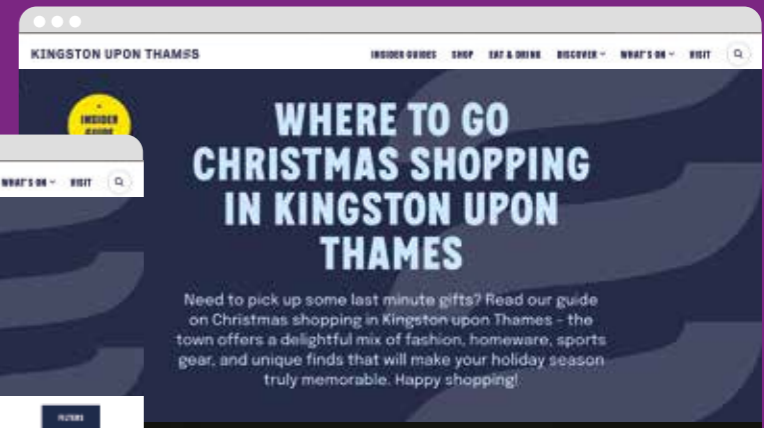 KINGSTON UPON THAMES
INSIDER GUIDES SHOP EAT & DRINK DISCOVER WHAT'S ON VISIT
INSIDER
GUIDE
WHERE TO GO
CHRISTMAS SHOPPING
IN KINGSTON UPON
THAMES
Need to pick up some last minute gifts? Read our guide
on Christmas shopping in Kingston upon Thames – the
town offers a delightful mix of fashion, homeware, sports
gear, and unique finds that will make your holiday season
truly memorable. Happy shopping!
WHAT'S ON VISIT
FILTERS